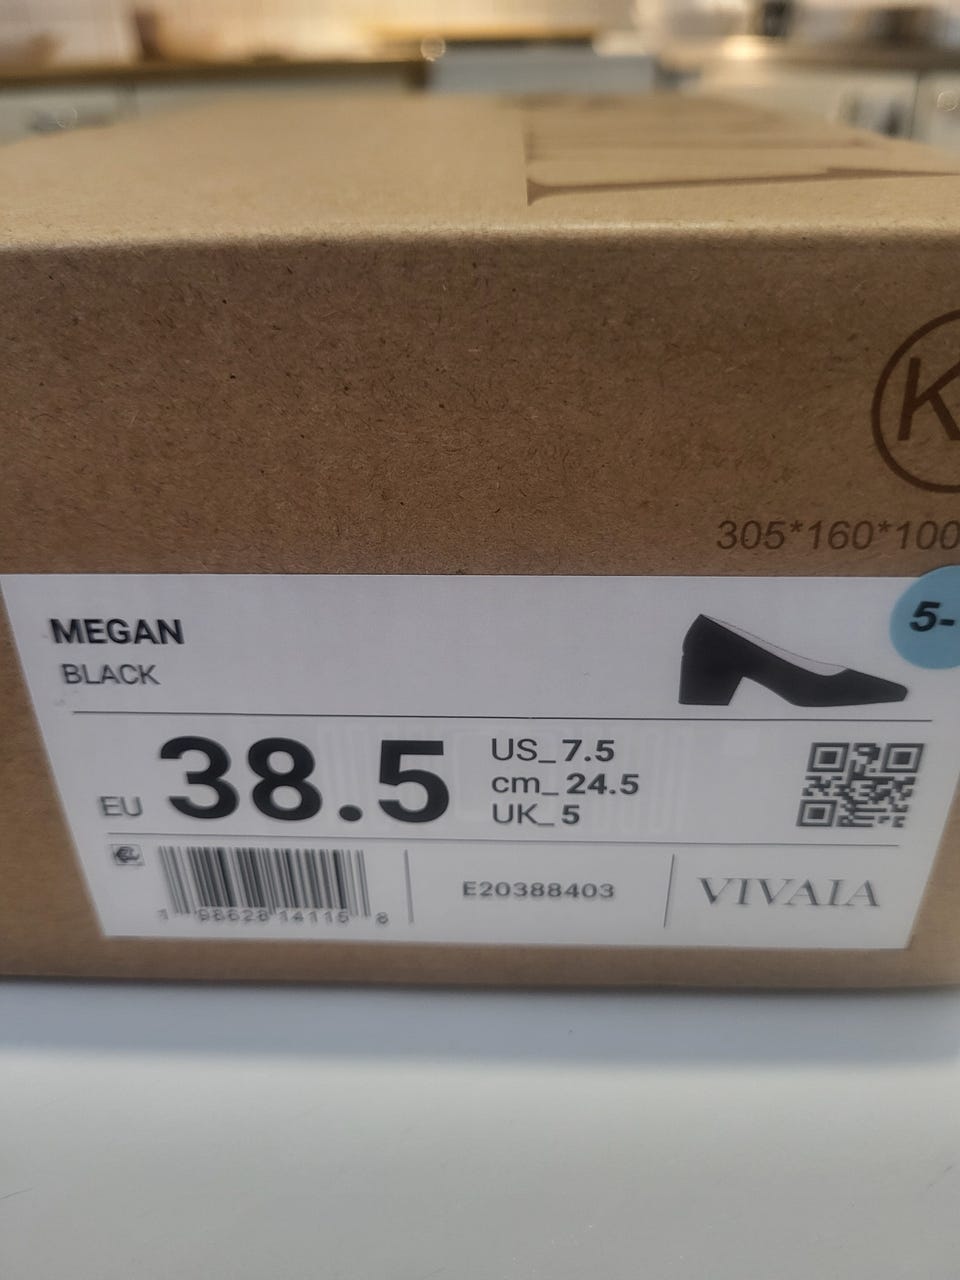 K
305*160*100
5-
MEGAN
BLACK
EU 38.5
US_7.5
cm_24.5
UK_5
1 98628 14115 8
E20388403
VIVAIA